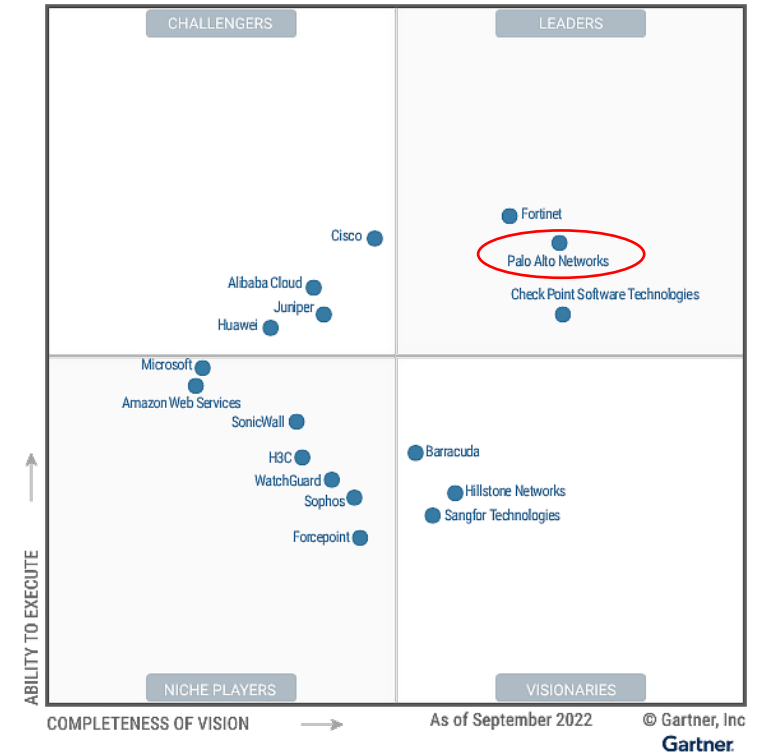 CHALLENGERS
LEADERS
Fortinet
Cisco
Palo Alto Networks
Alibaba Cloud
Check Point Software Technologies
Juniper
Huawei
Microsoft
Amazon Web Services
SonicWall
Barracuda
H3C
WatchGuard
Hillstone Networks
Sophos
Sangfor Technologies
Forcepoint
ABILITY TO EXECUTE
NICHE PLAYERS
VISIONARIES
COMPLETENESS OF VISION
As of September 2022
© Gartner, Inc
Gartner